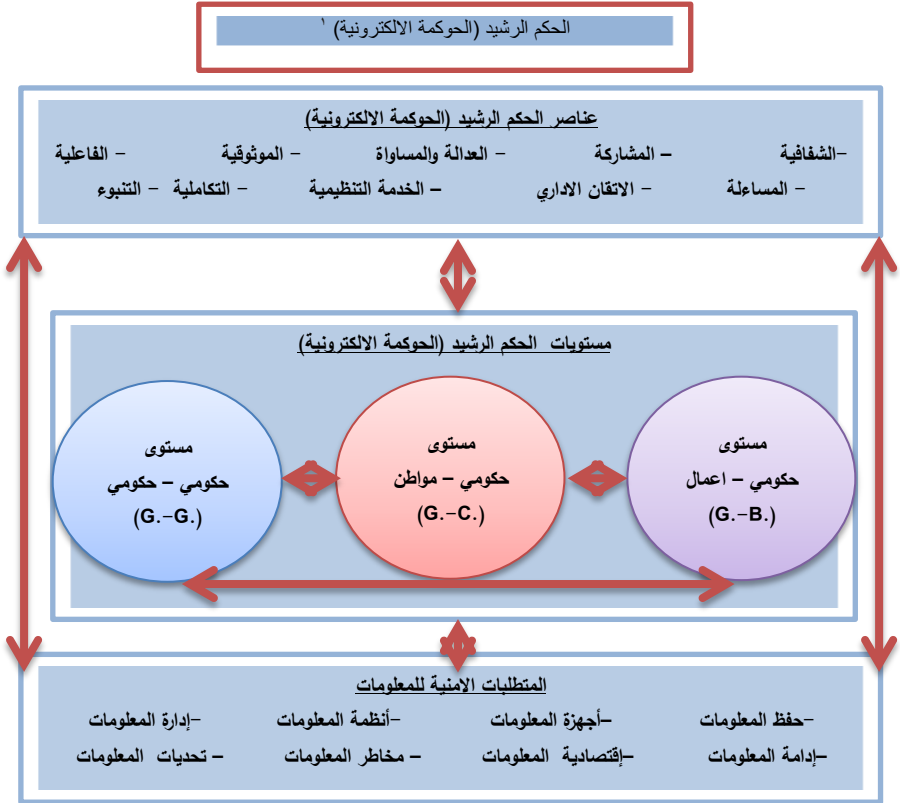 الحكم الرشيد (الحوكمة الالكترونية) ١
عناصر الحكم الرشيد (الحوكمة الالكترونية)
-الشفافية – المشاركة - العدالة والمساواة - الموثوقية - الفاعلية
- المساءلة - الاتقان الاداري – الخدمة التنظيمية - التكاملية - التنبوء
مستويات الحكم الرشيد (الحوكمة الالكترونية)
مستوى
حكومي – اعمال
(G.-B.)
مستوى
حكومي – مواطن
(G.-C.)
مستوى
حكومي – حكومي
(G.-G.)
المتطلبات الامنية للمعلومات
-حفظ المعلومات –أجهزة المعلومات -أنظمة المعلومات -إدارة المعلومات
–إدامة المعلومات –إقتصادية المعلومات – مخاطر المعلومات – تحديات المعلومات